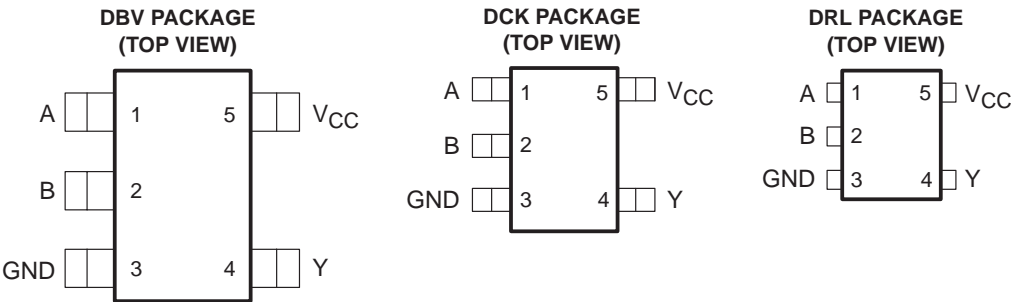 DBV PACKAGE
(TOP VIEW)
A 1 5 VCC
B 2
GND 3 4 Y
DCK PACKAGE
(TOP VIEW)
A 1 5 VCC
B 2
GND 3 4 Y
DRL PACKAGE
(TOP VIEW)
A 1 5 VCC
B 2
GND 3 4 Y